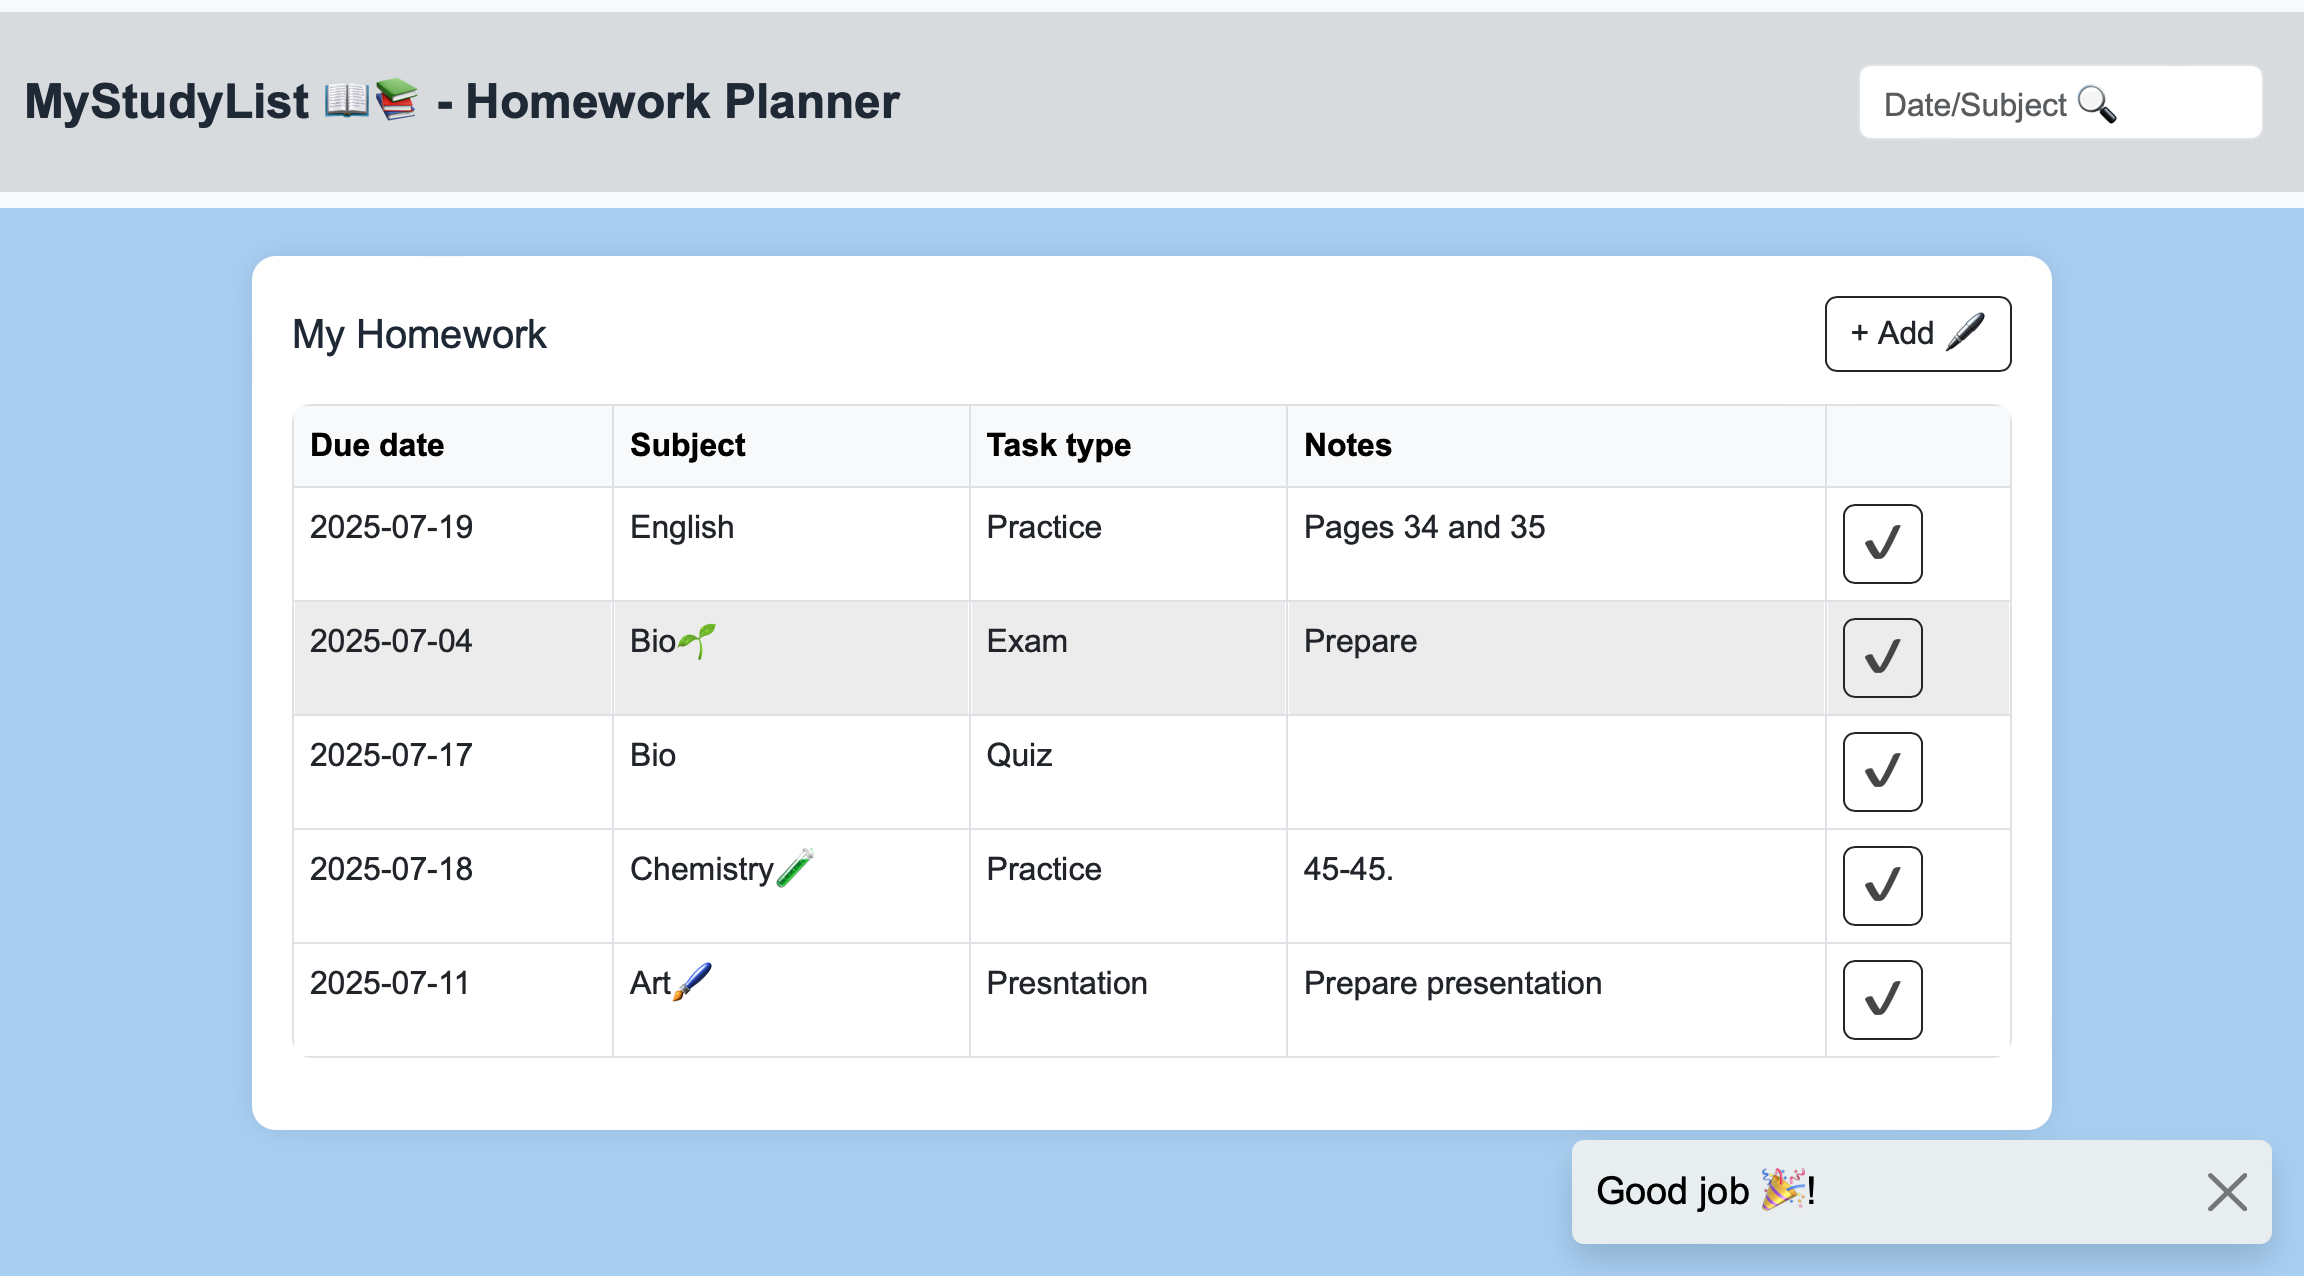 MyStudyList 📖📚 - Homework Planner
Date/Subject 🔍
My Homework
+ Add 🖊️
Due date Subject Task type Notes
2025-07-19 English Practice Pages 34 and 35 ✔
2025-07-04 Bio🌱 Exam Prepare ✔
2025-07-17 Bio Quiz ✔
2025-07-18 Chemistry🧪 Practice 45-45. ✔
2025-07-11 Art🖌️ Presntation Prepare presentation ✔
Good job 🎉!